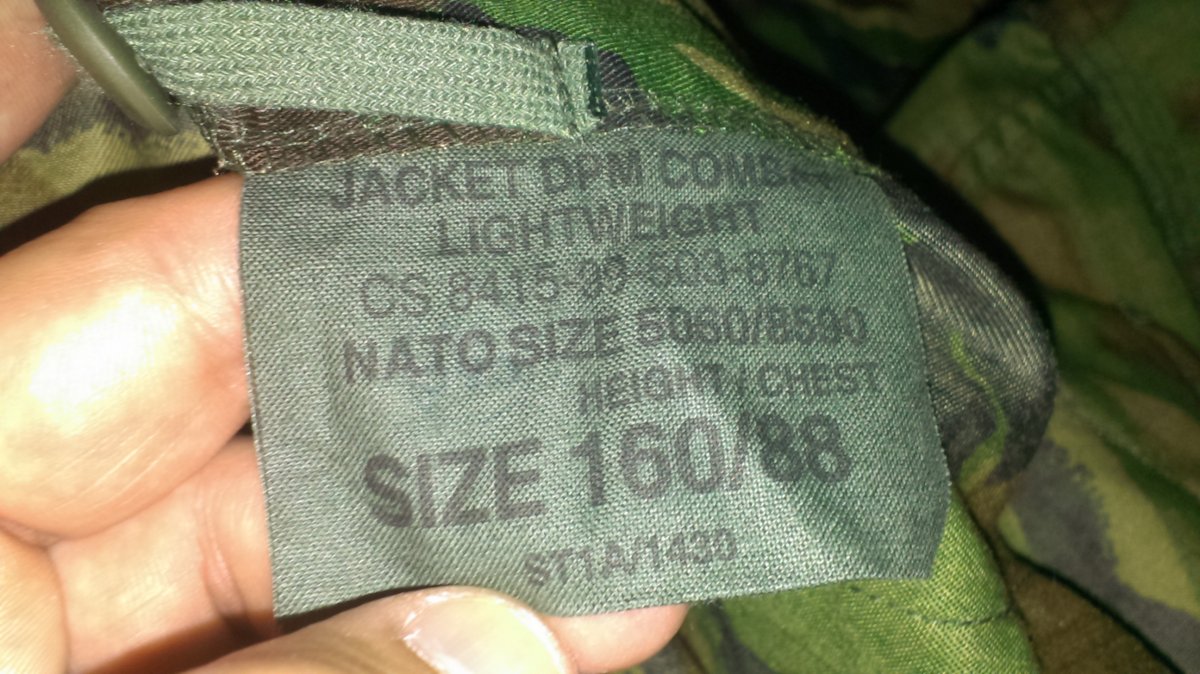 JACKET DPM COMBAT
LIGHTWEIGHT
CS 8415-99-503-8767
NATO SIZE 5060/8590
HEIGHT / CHEST
SIZE 160/88
ST1A/1430